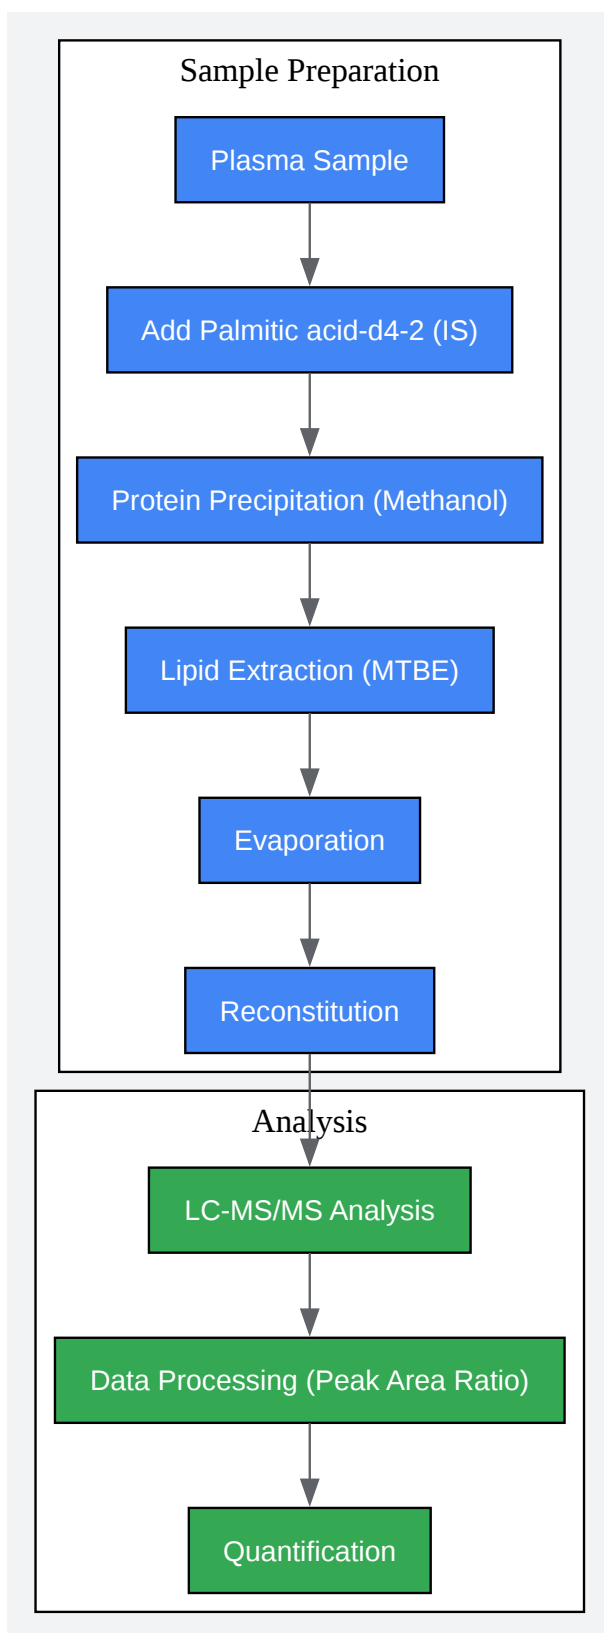 Sample Preparation
Plasma Sample
Add Palmitic acid-d4-2 (IS)
Protein Precipitation (Methanol)
Lipid Extraction (MTBE)
Evaporation
Reconstitution
Analysis
LC-MS/MS Analysis
Data Processing (Peak Area Ratio)
Quantification